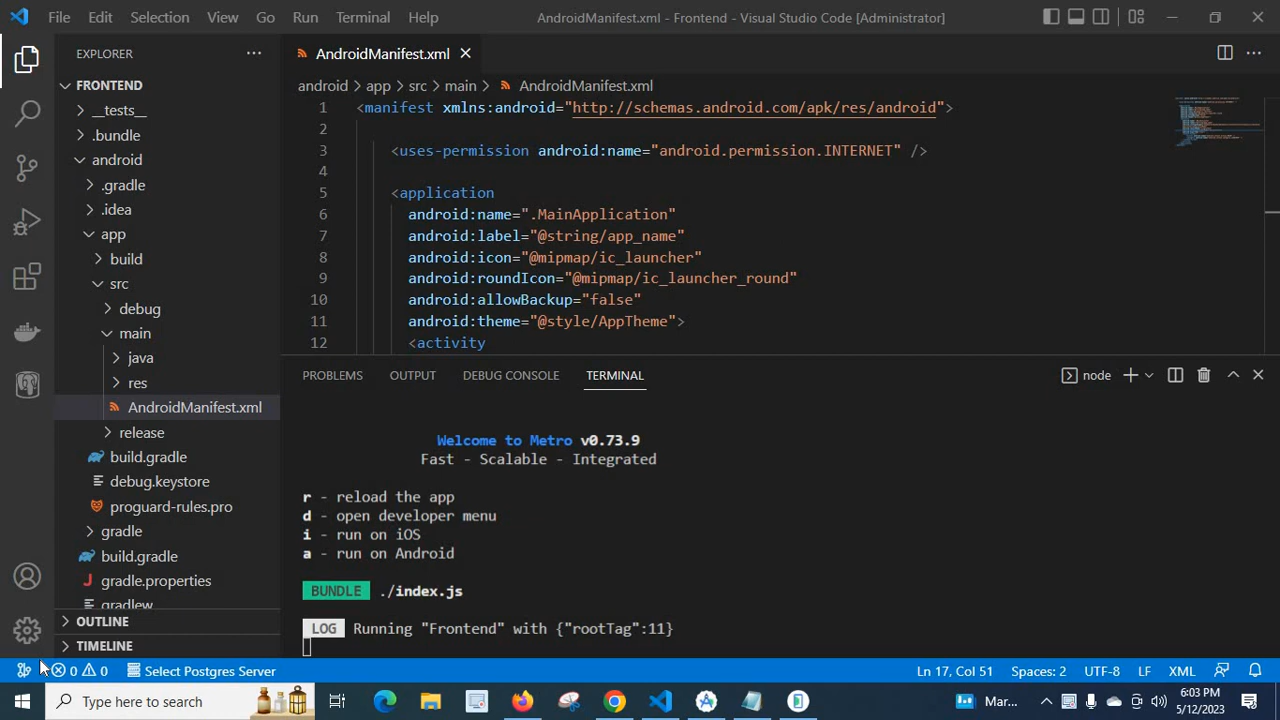 File Edit Selection View Go Run Terminal Help AndroidManifest.xml - Frontend - Visual Studio Code [Administrator]
EXPLORER
FRONTEND
__tests__
.bundle
android
.gradle
.idea
app
build
src
debug
main
java
res
AndroidManifest.xml
release
build.gradle
debug.keystore
proguard-rules.pro
gradle
build.gradle
gradle.properties
gradlew
OUTLINE
TIMELINE
AndroidManifest.xml
android > app > src > main > AndroidManifest.xml
1 <manifest xmlns:android="http://schemas.android.com/apk/res/android">
2
3 <uses-permission android:name="android.permission.INTERNET" />
4
5 <application
6 android:name=".MainApplication"
7 android:label="@string/app_name"
8 android:icon="@mipmap/ic_launcher"
9 android:roundIcon="@mipmap/ic_launcher_round"
10 android:allowBackup="false"
11 android:theme="@style/AppTheme">
12 <activity
PROBLEMS OUTPUT DEBUG CONSOLE TERMINAL node
Welcome to Metro v0.73.9
Fast - Scalable - Integrated
r - reload the app
d - open developer menu
i - run on iOS
a - run on Android
BUNDLE ./index.js
LOG Running "Frontend" with {"rootTag":11}
0 0 Select Postgres Server Ln 17, Col 51 Spaces: 2 UTF-8 LF XML
Type here to search Mar... 6:03 PM
5/12/2023